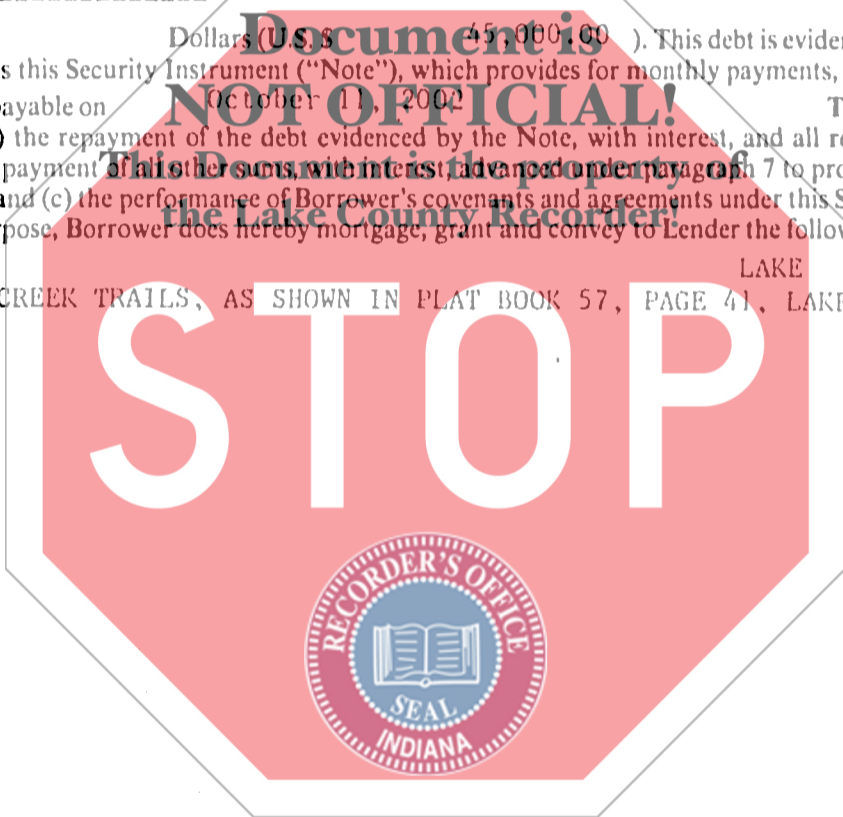 Document is
NOT OFFICIAL!
This Document is the property of
the Lake County Recorder!
Dollars (U.S. $ 45,000.00 ). This debt is eviden
s this Security Instrument ("Note"), which provides for monthly payments,
ayable on October 11, 2002 T
) the repayment of the debt evidenced by the Note, with interest, and all re
payment of all other sums, with interest, advanced under paragraph 7 to pro
and (c) the performance of Borrower's covenants and agreements under this S
pose, Borrower does hereby mortgage, grant and convey to Lender the follow
LAKE
CREEK TRAILS, AS SHOWN IN PLAT BOOK 57, PAGE 41, LAKE
STOP
RECORDER'S OFFICE
SEAL
INDIANA